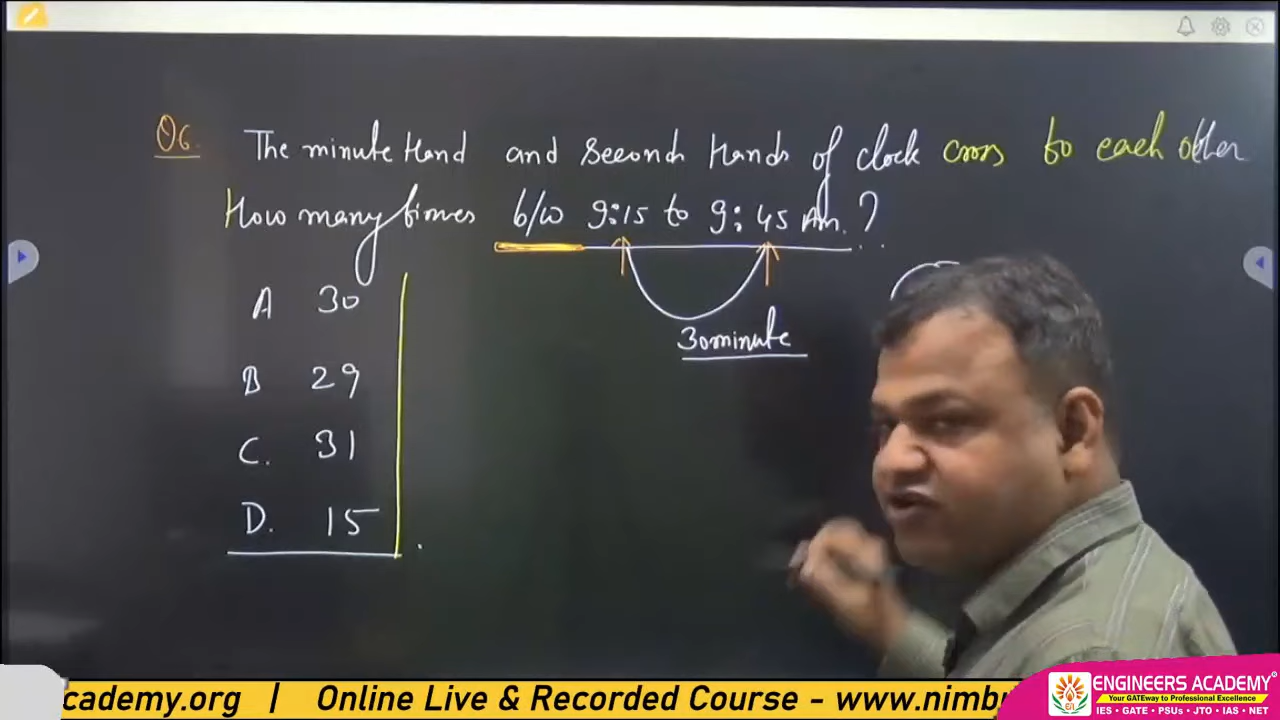 Q6. The minute Hand and Second Hands of clock cross to each other
How many times b/w 9:15 to 9:45 Am. ?
30minute
A 30
B 29
C. 31
D. 15
cademy.org | Online Live & Recorded Course - www.nimbu
ENGINEERS ACADEMY
Your GATEway to Professional Excellence
IES • GATE • PSUs • JTO • IAS • NET